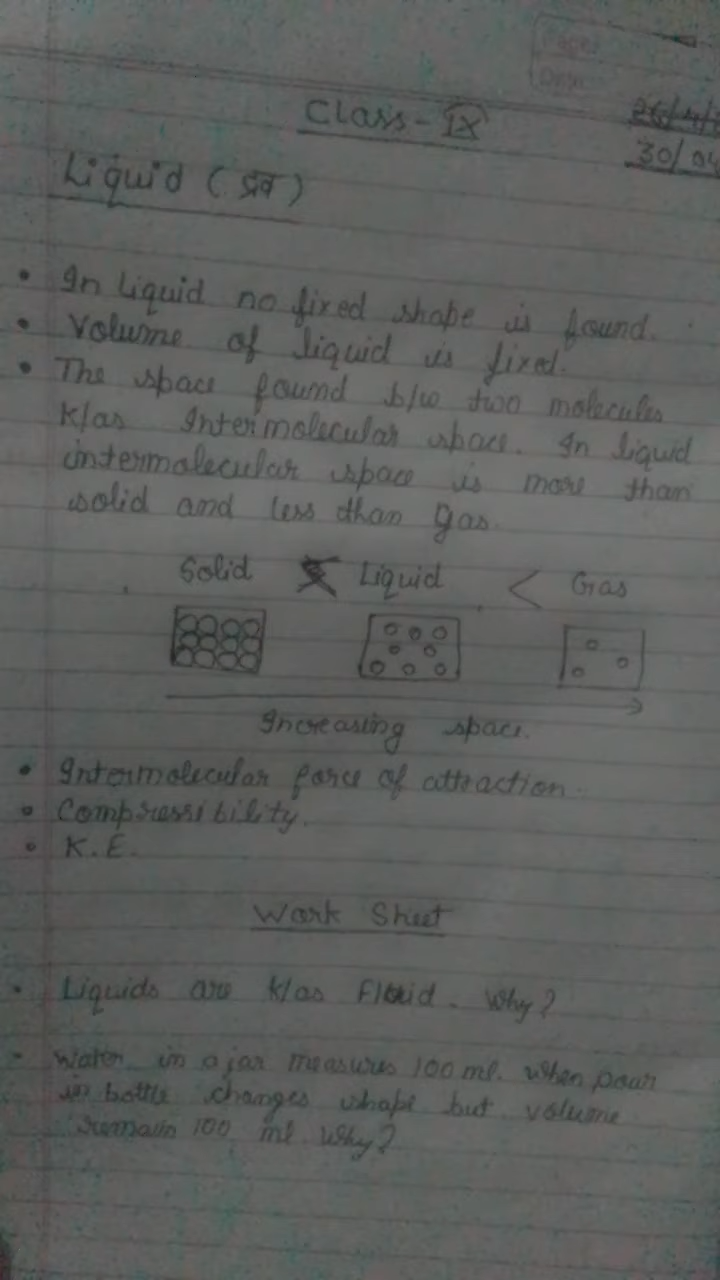 Page:
Date:
Class - IX
30/04
Liquid (द्रव)
• In Liquid no fixed shape is found.
• Volume of liquid is fixed.
• The space found b/w two molecules
k/as Intermolecular space. In liquid
intermolecular space is more than
solid and less than gas.
Solid < Liquid < Gas
Increasing space.
• Intermolecular force of attraction
• Compressibility.
• K.E.
Work Sheet
• Liquids are k/as Fluid. Why?
• Water in a jar measures 100 ml. when pour
in bottle changes shape but volume
remain 100 ml Why?